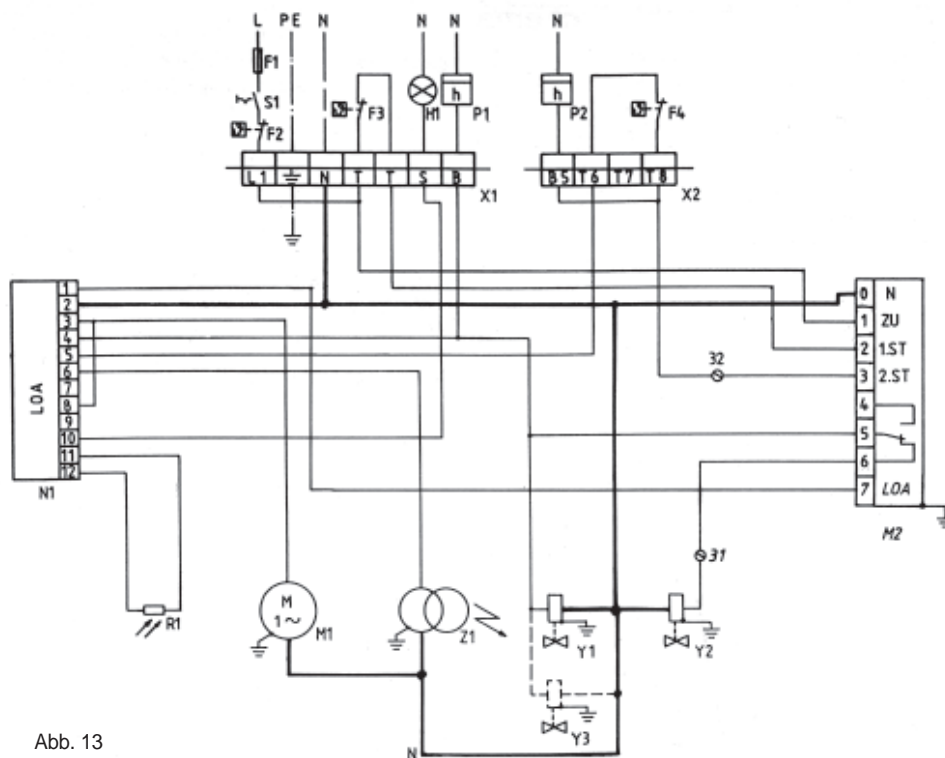 L PE N N N N
F1
S1
F2
F3
H1
h P1
h P2
F4
L1 N T T S B
X1
B5 T6 T7 T8
X2
LOA
1
2
3
4
5
6
7
8
9
10
11
12
N1
0 N
1 ZU
2 1.ST
3 2.ST
4
5
6
7 LOA
M2
32
31
R1
M
1~
M1
Z1
Y1
Y2
Y3
N
Abb. 13